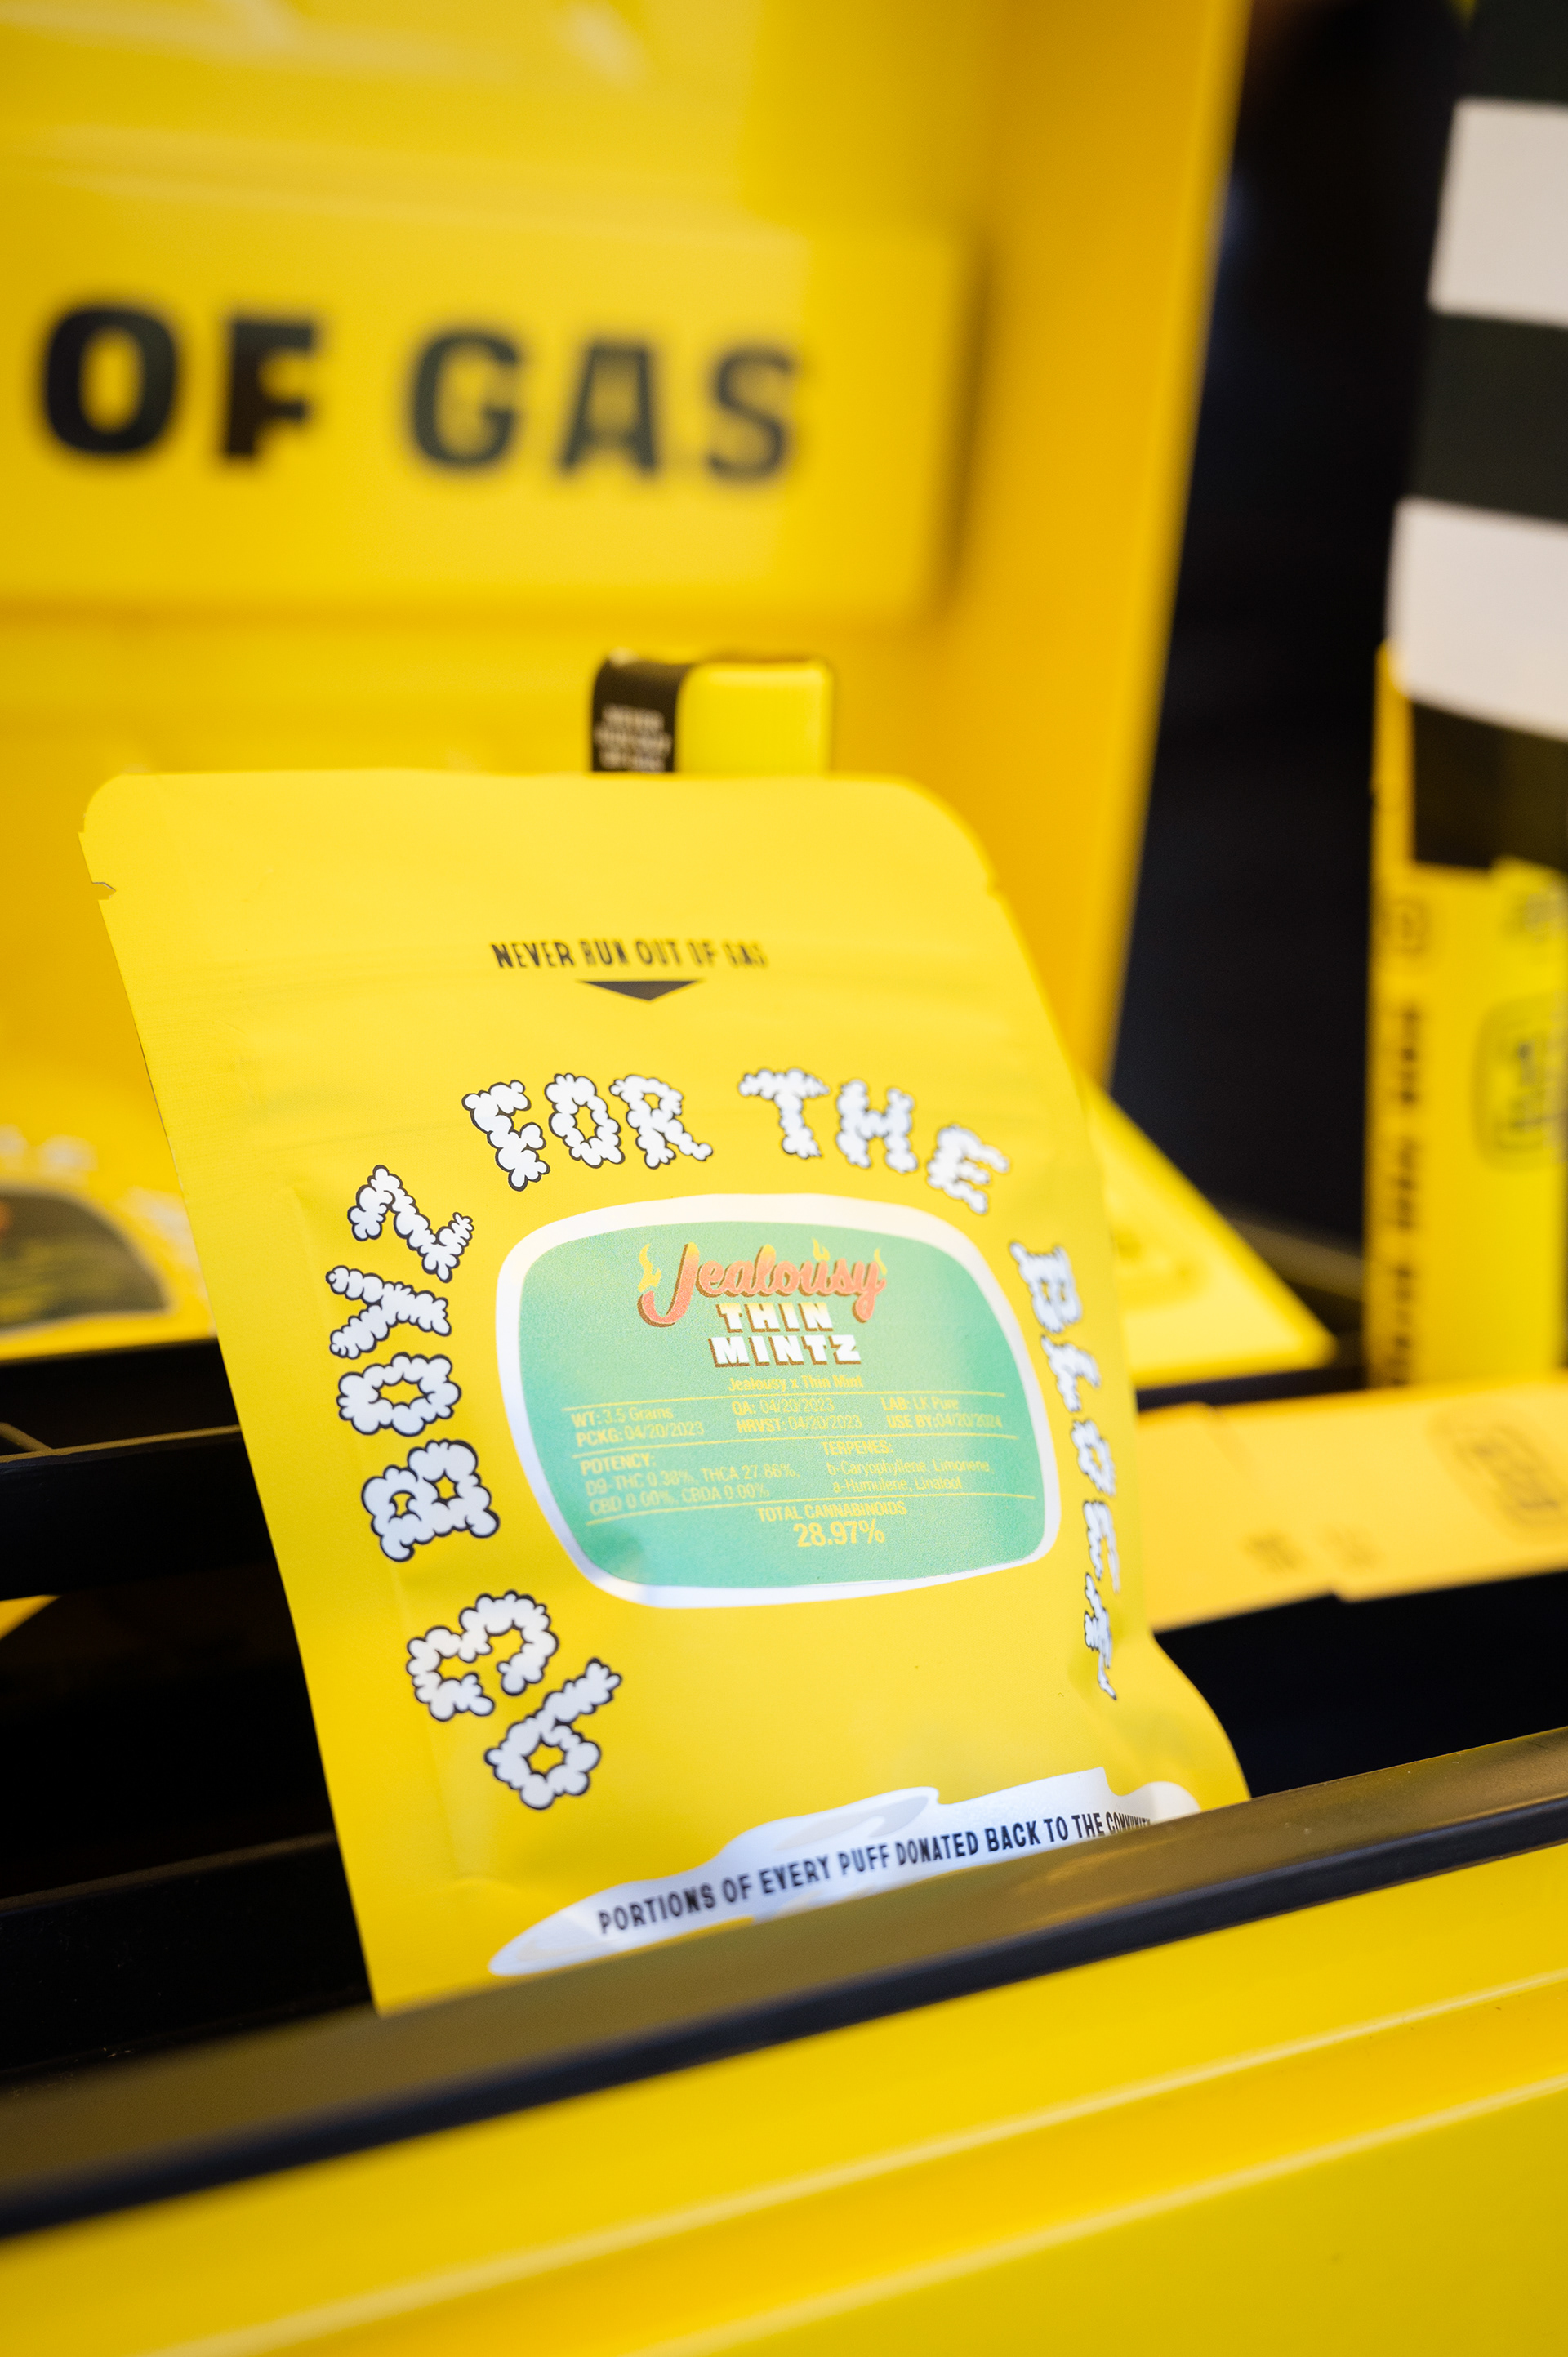 OF GAS
NEVER RUN OUT OF GAS
93 BOYZ FOR THE BLOCK
Jealousy
THIN
MINTZ
Jealousy x Thin Mint
WT: 3.5 Grams QA: 04/20/2023 LAB: LK Pure
PCKG: 04/20/2023 HRVST: 04/20/2023 USE BY: 04/20/2024
POTENCY: TERPENES:
D9-THC 0.38%, THCA 27.86%, b-Caryophyllene, Limonene
CBD 0.00%, CBDA 0.00% a-Humulene, Linalool
TOTAL CANNABINOIDS
28.97%
PORTIONS OF EVERY PUFF DONATED BACK TO THE COMMUNITY